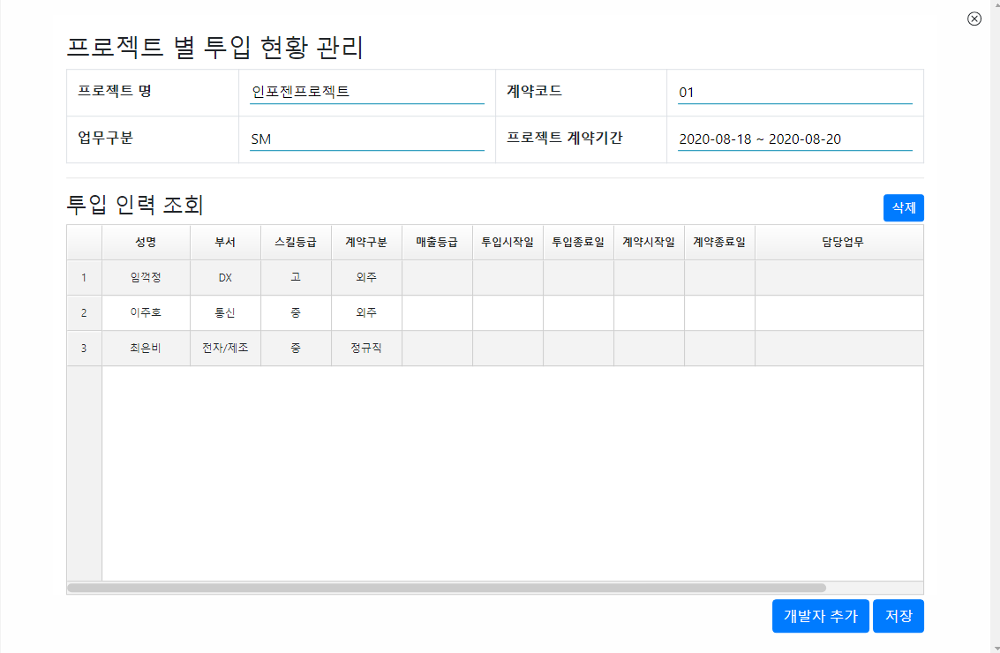 프로젝트 별 투입 현황 관리
프로젝트 명 인포젠프로젝트 계약코드 01
업무구분 SM 프로젝트 계약기간 2020-08-18 ~ 2020-08-20
투입 인력 조회 삭제
성명 부서 스킬등급 계약구분 매출등급 투입시작일 투입종료일 계약시작일 계약종료일 담당업무
1 임꺽정 DX 고 외주
2 이주호 통신 중 외주
3 최은비 전자/제조 중 정규직
개발자 추가 저장